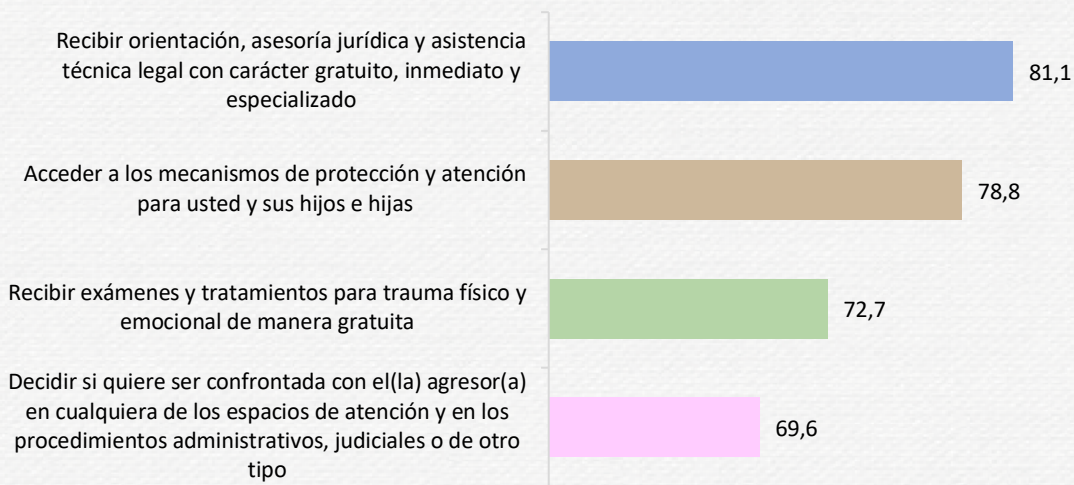 Recibir orientación, asesoría jurídica y asistencia
técnica legal con carácter gratuito, inmediato y
especializado
81,1
Acceder a los mecanismos de protección y atención
para usted y sus hijos e hijas
78,8
Recibir exámenes y tratamientos para trauma físico y
emocional de manera gratuita
72,7
Decidir si quiere ser confrontada con el(la) agresor(a)
en cualquiera de los espacios de atención y en los
procedimientos administrativos, judiciales o de otro
tipo
69,6